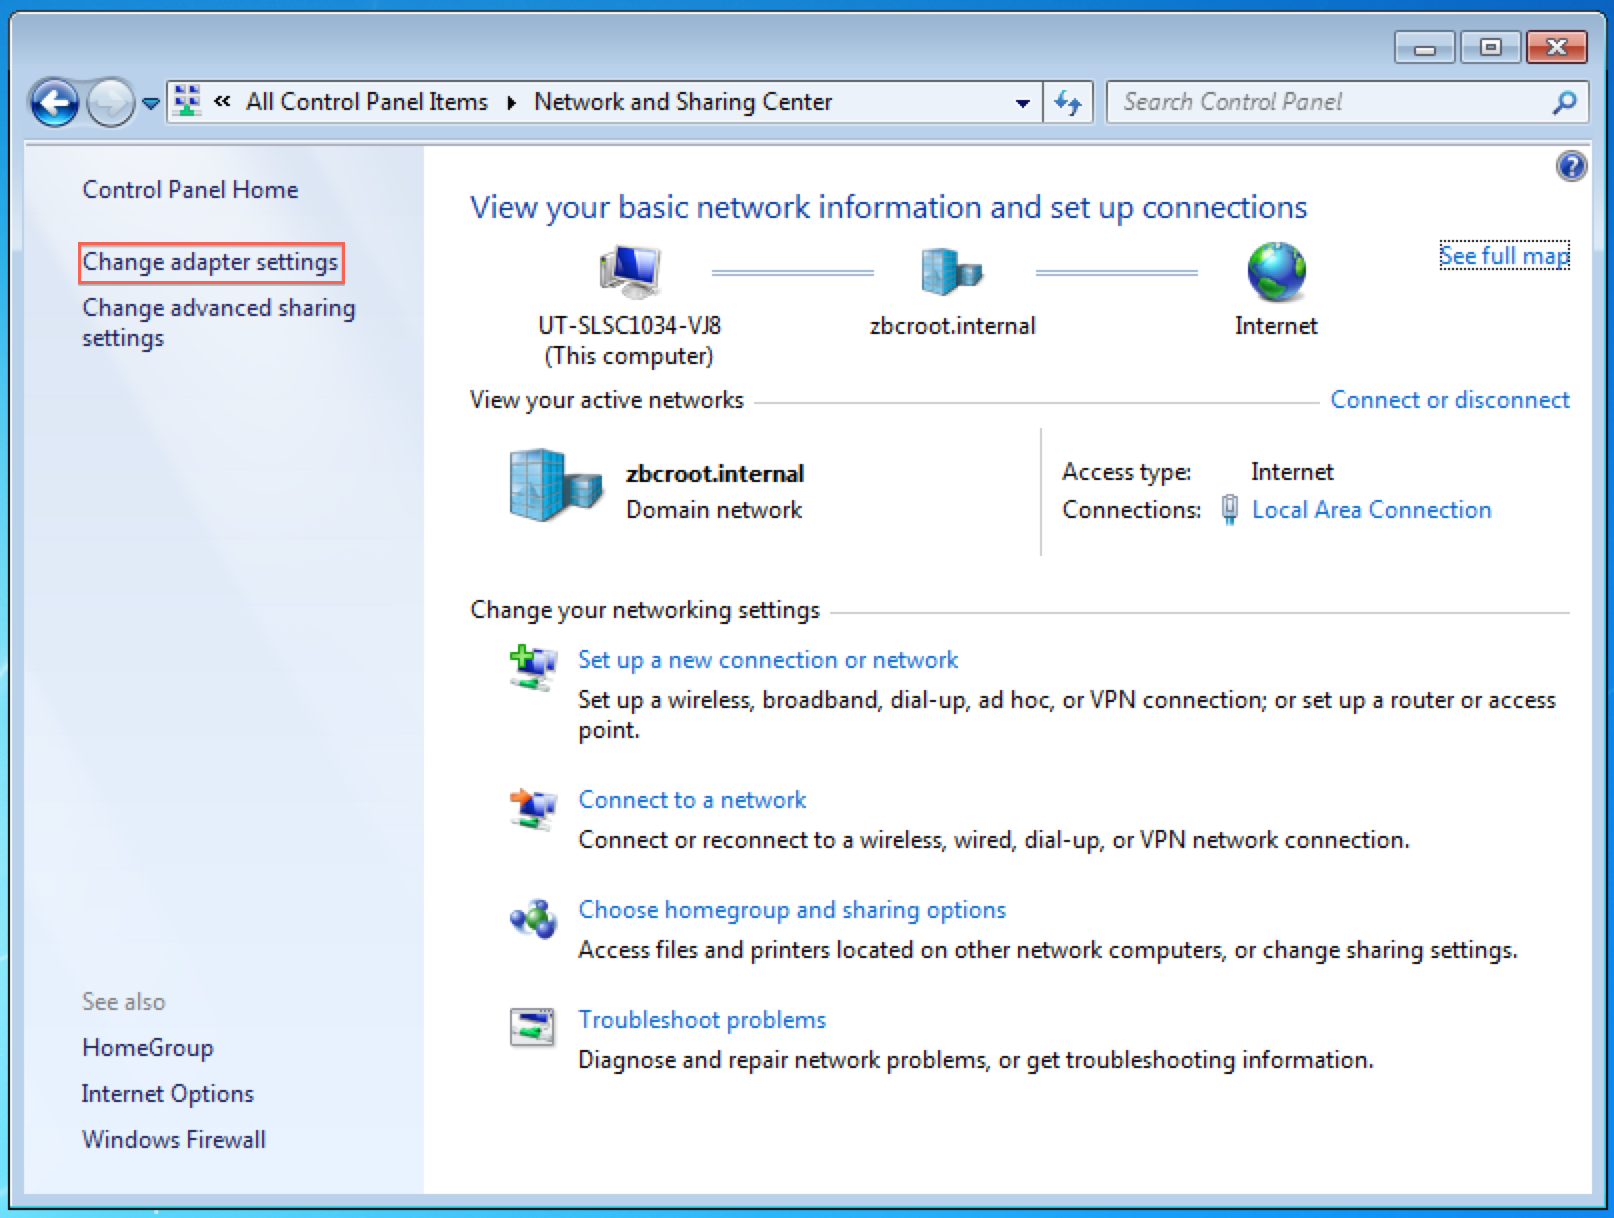 « All Control Panel Items ▸ Network and Sharing Center
Search Control Panel
Control Panel Home
Change adapter settings
Change advanced sharing
settings
View your basic network information and set up connections
See full map
UT-SLSC1034-VJ8
(This computer)
zbcroot.internal
Internet
View your active networks
Connect or disconnect
zbcroot.internal
Domain network
Access type: Internet
Connections: Local Area Connection
Change your networking settings
Set up a new connection or network
Set up a wireless, broadband, dial-up, ad hoc, or VPN connection; or set up a router or access
point.
Connect to a network
Connect or reconnect to a wireless, wired, dial-up, or VPN network connection.
Choose homegroup and sharing options
Access files and printers located on other network computers, or change sharing settings.
Troubleshoot problems
Diagnose and repair network problems, or get troubleshooting information.
See also
HomeGroup
Internet Options
Windows Firewall